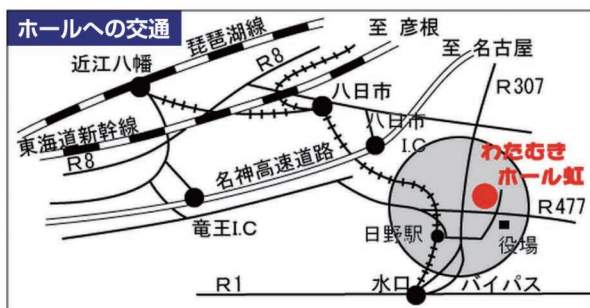 ホールへの交通
琵琶湖線
至 彦根
近江八幡
R8
至 名古屋
八日市
R307
東海道新幹線
八日市
I.C
わたむき
ホール虹
R8
名神高速道路
R477
竜王I.C
日野駅
役場
R1
水口
バイパス